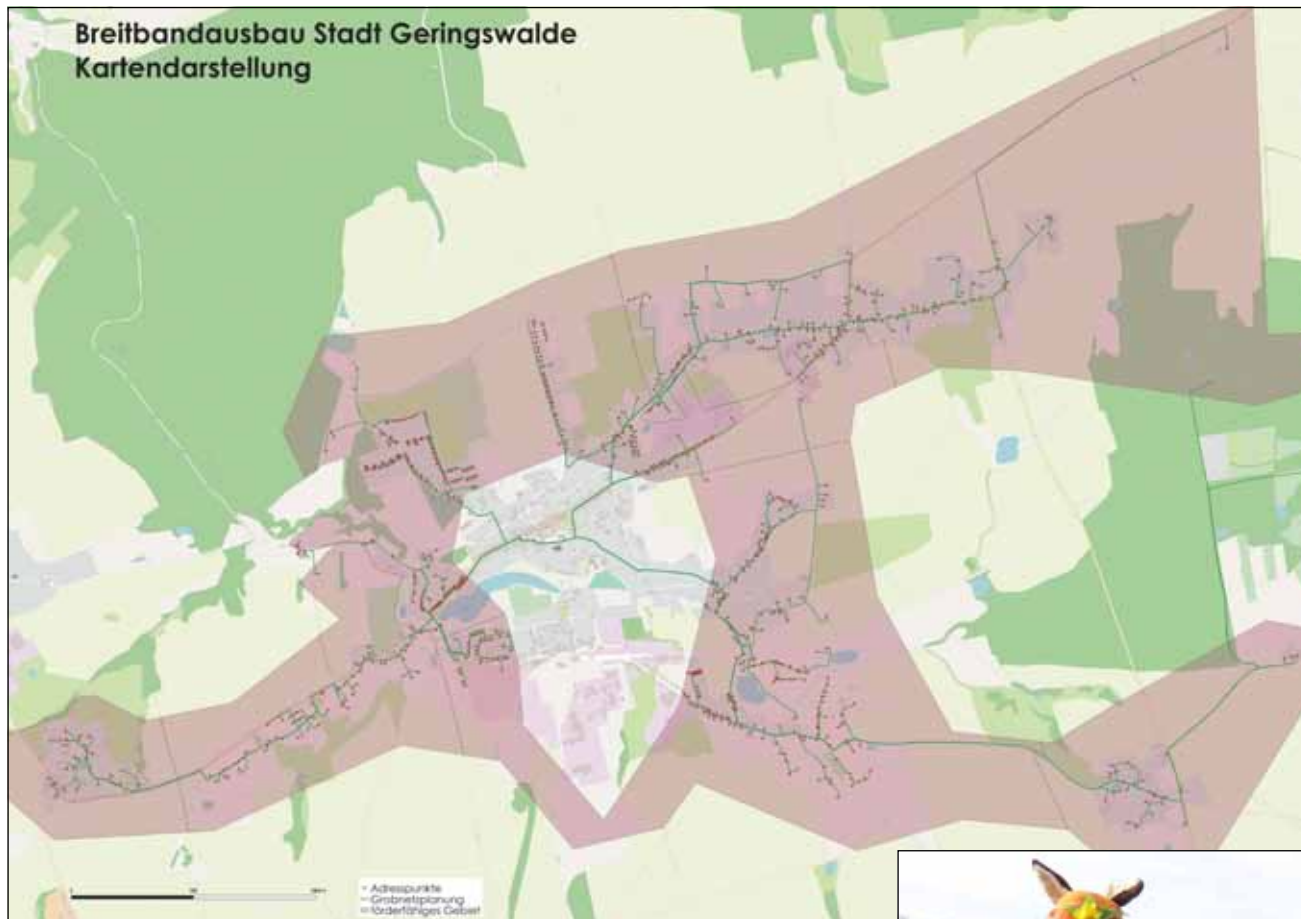 Breitbandausbau Stadt Geringswalde
Kartendarstellung
Adresspunkte
Grobnetzplanung
förderfähiges Gebiet